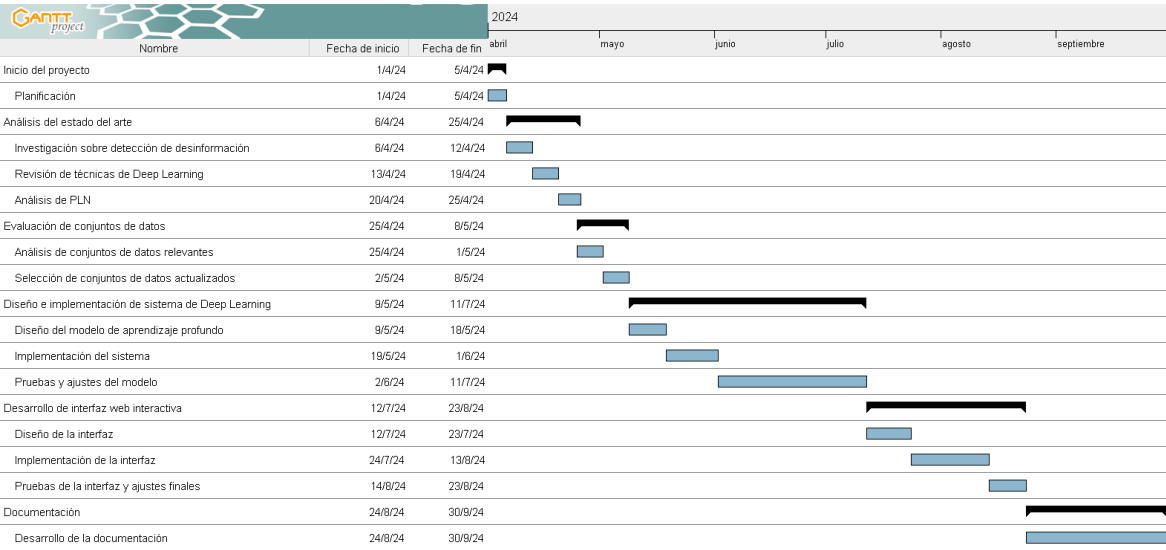 GANTT
project
2024
Nombre Fecha de inicio Fecha de fin abril mayo junio julio agosto septiembre
Inicio del proyecto 1/4/24 5/4/24
Planificación 1/4/24 5/4/24
Análisis del estado del arte 6/4/24 25/4/24
Investigación sobre detección de desinformación 6/4/24 12/4/24
Revisión de técnicas de Deep Learning 13/4/24 19/4/24
Análisis de PLN 20/4/24 25/4/24
Evaluación de conjuntos de datos 25/4/24 8/5/24
Análisis de conjuntos de datos relevantes 25/4/24 1/5/24
Selección de conjuntos de datos actualizados 2/5/24 8/5/24
Diseño e implementación de sistema de Deep Learning 9/5/24 11/7/24
Diseño del modelo de aprendizaje profundo 9/5/24 18/5/24
Implementación del sistema 19/5/24 1/6/24
Pruebas y ajustes del modelo 2/6/24 11/7/24
Desarrollo de interfaz web interactiva 12/7/24 23/8/24
Diseño de la interfaz 12/7/24 23/7/24
Implementación de la interfaz 24/7/24 13/8/24
Pruebas de la interfaz y ajustes finales 14/8/24 23/8/24
Documentación 24/8/24 30/9/24
Desarrollo de la documentación 24/8/24 30/9/24